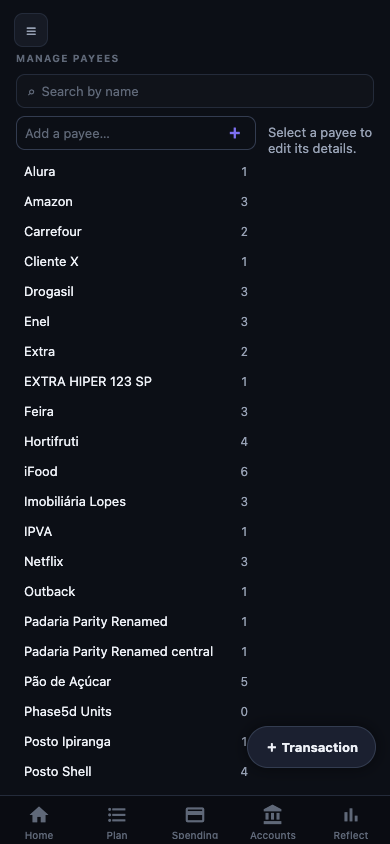 MANAGE PAYEES
Search by name
Add a payee... +
Select a payee to
edit its details.
Alura 1
Amazon 3
Carrefour 2
Cliente X 1
Drogasil 3
Enel 3
Extra 2
EXTRA HIPER 123 SP 1
Feira 3
Hortifruti 4
iFood 6
Imobiliária Lopes 3
IPVA 1
Netflix 3
Outback 1
Padaria Parity Renamed 1
Padaria Parity Renamed central 1
Pão de Açúcar 5
Phase5d Units 0
Posto Ipiranga 1
+ Transaction
Posto Shell 4
Home Plan Spending Accounts Reflect